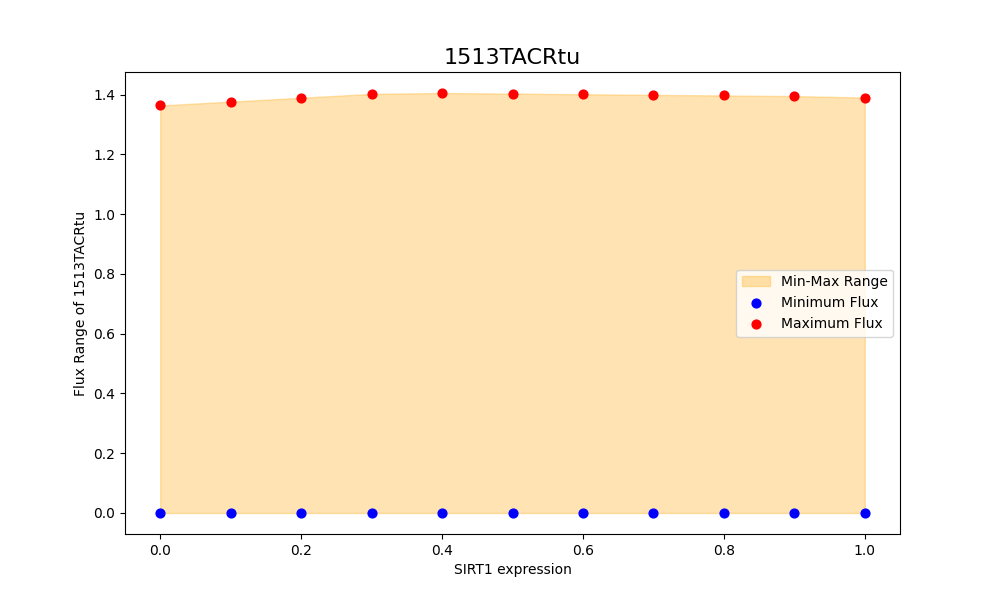 1513TACRtu
Flux Range of 1513TACRtu
1.4
1.2
1.0
0.8
0.6
0.4
0.2
0.0
Min-Max Range
Minimum Flux
Maximum Flux
0.0 0.2 0.4 0.6 0.8 1.0
SIRT1 expression